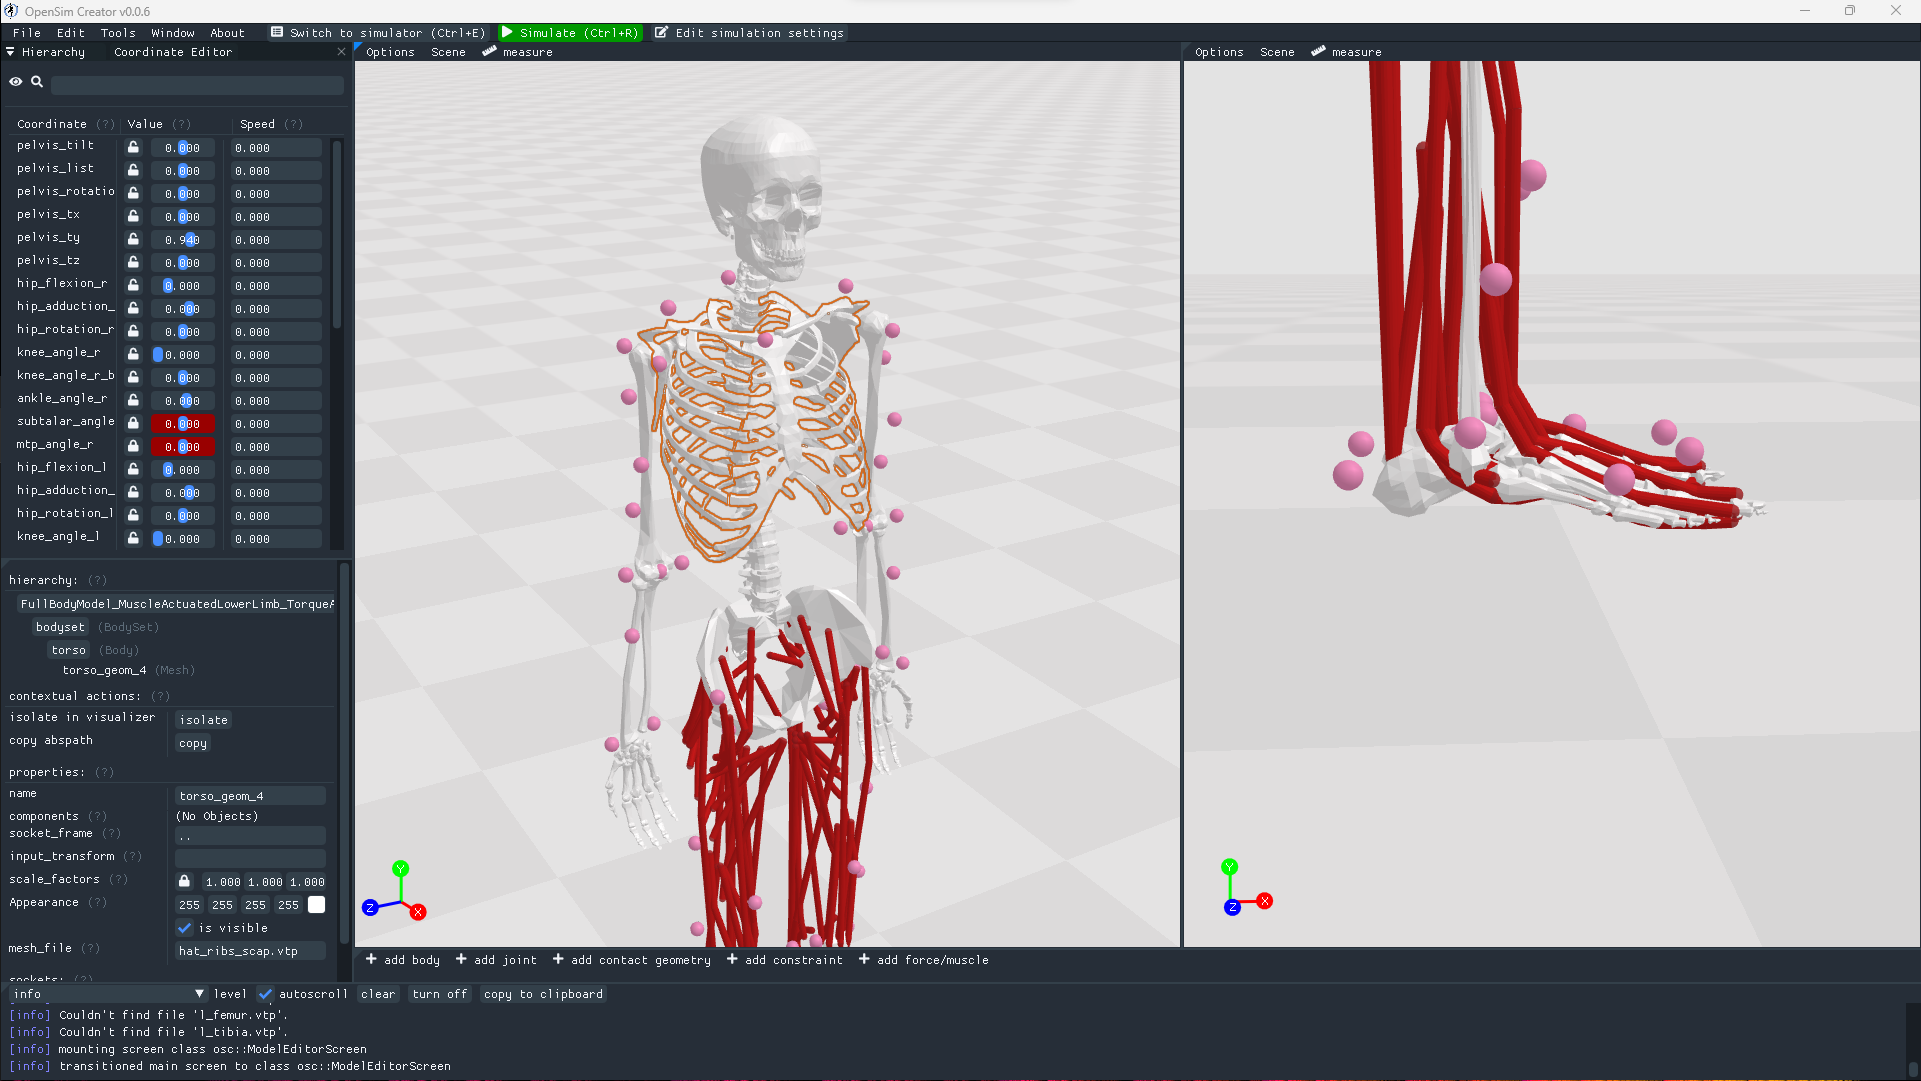 OpenSim Creator v0.0.6
File Edit Tools Window About Switch to simulator (Ctrl+E) Simulate (Ctrl+R) Edit simulation settings
Hierarchy Coordinate Editor
Options Scene measure
Options Scene measure
Coordinate (?) Value (?) Speed (?)
pelvis_tilt 0.000 0.000
pelvis_list 0.000 0.000
pelvis_rotatio 0.000 0.000
pelvis_tx 0.000 0.000
pelvis_ty 0.940 0.000
pelvis_tz 0.000 0.000
hip_flexion_r 0.000 0.000
hip_adduction_ 0.000 0.000
hip_rotation_r 0.000 0.000
knee_angle_r 0.000 0.000
knee_angle_r_b 0.000 0.000
ankle_angle_r 0.000 0.000
subtalar_angle 0.000 0.000
mtp_angle_r 0.000 0.000
hip_flexion_l 0.000 0.000
hip_adduction_ 0.000 0.000
hip_rotation_l 0.000 0.000
knee_angle_l 0.000 0.000
hierarchy: (?)
FullBodyModel_MuscleActuatedLowerLimb_TorqueA
bodyset (BodySet)
torso (Body)
torso_geom_4 (Mesh)
contextual actions: (?)
isolate in visualizer isolate
copy abspath copy
properties: (?)
name torso_geom_4
components (?) (No Objects)
socket_frame (?) ..
input_transform (?)
scale_factors (?) 1.000 1.000 1.000
Appearance (?) 255 255 255 255
is visible
mesh_file (?) hat_ribs_scap.vtp
sockets: (?)
Y
Z
X
Y
Z
X
+ add body + add joint + add contact geometry + add constraint + add force/muscle
info level autoscroll clear turn off copy to clipboard
[info] Couldn't find file 'l_femur.vtp'.
[info] Couldn't find file 'l_tibia.vtp'.
[info] mounting screen class osc::ModelEditorScreen
[info] transitioned main screen to class osc::ModelEditorScreen